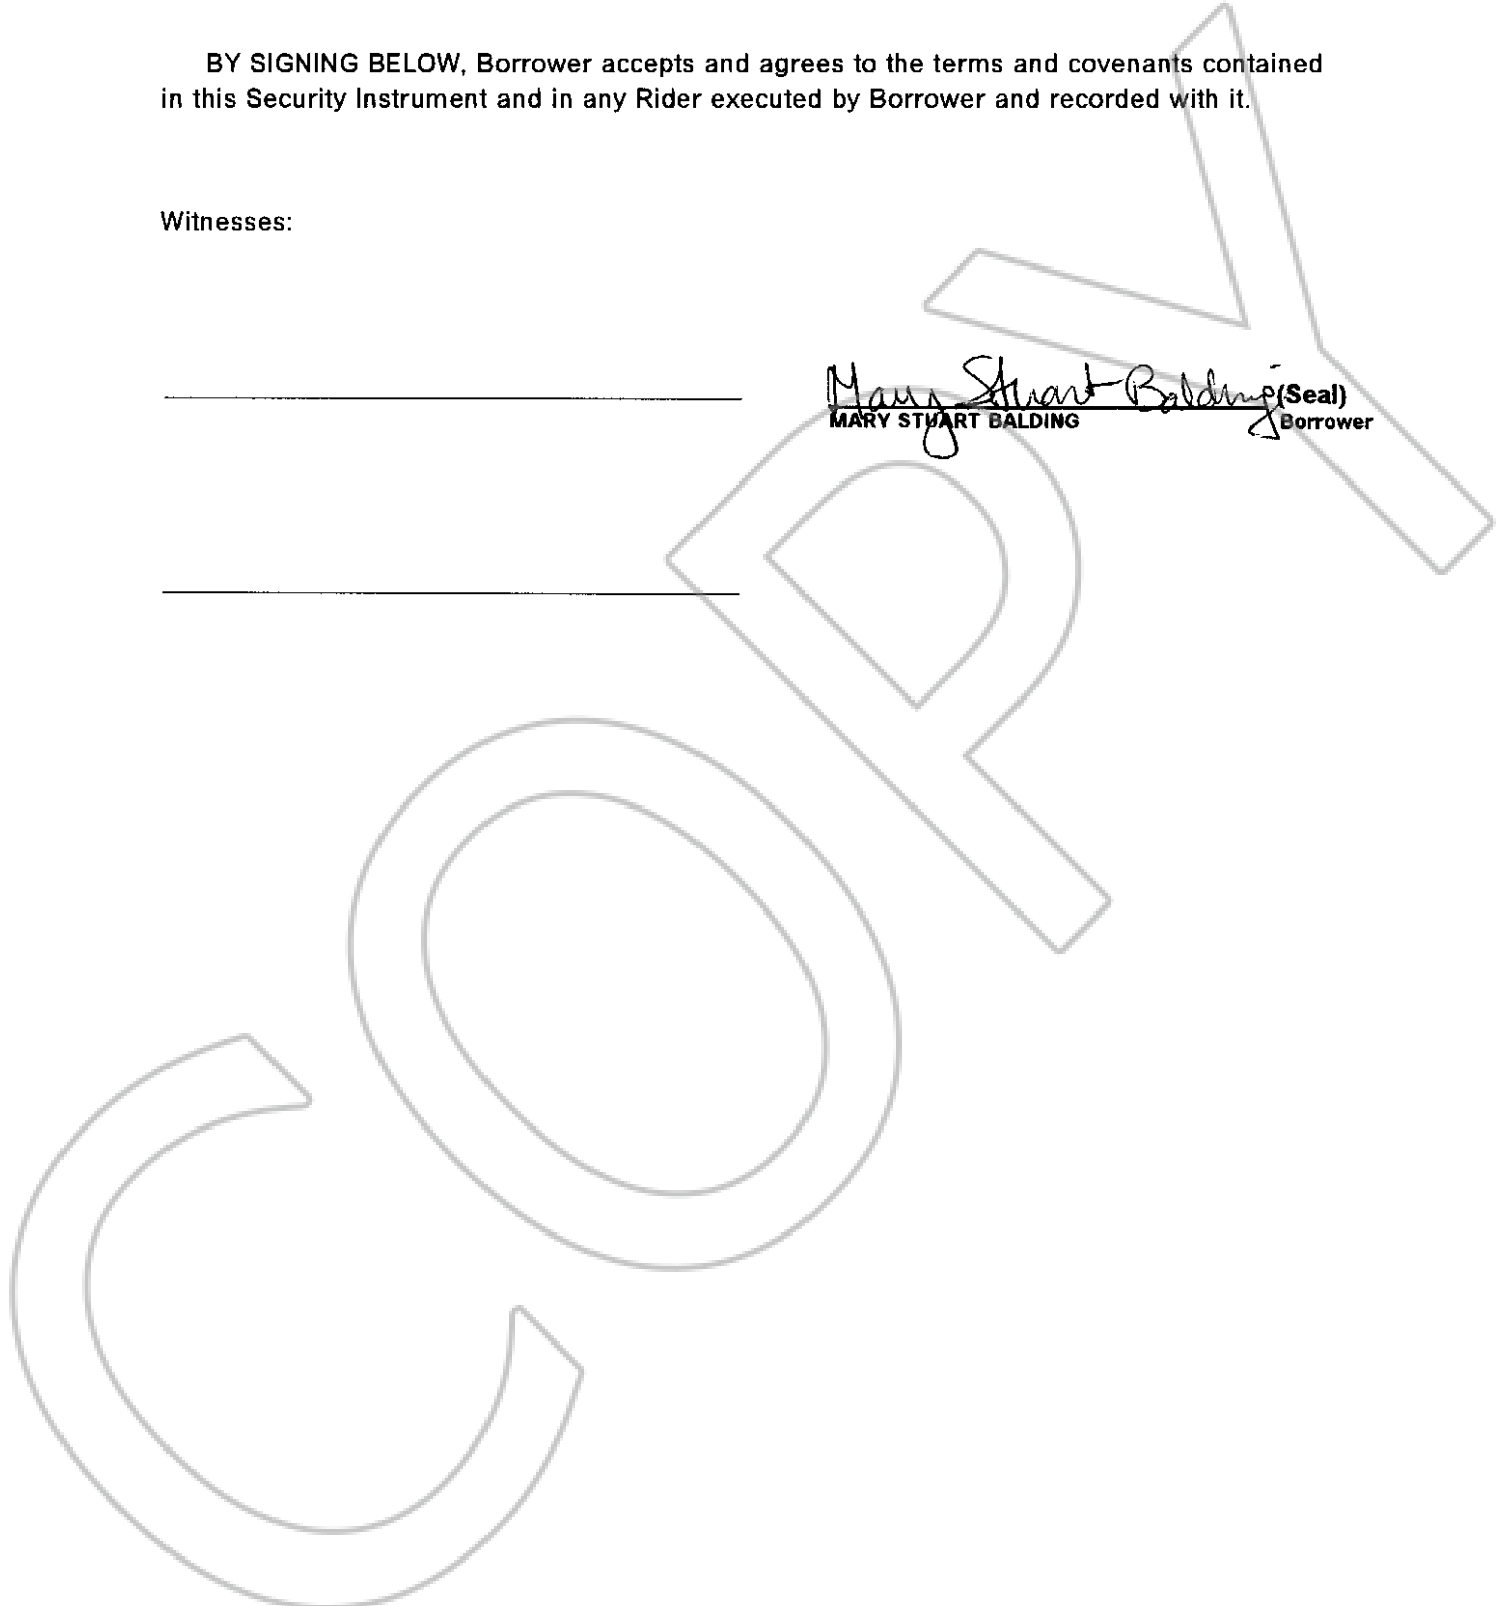 BY SIGNING BELOW, Borrower accepts and agrees to the terms and covenants contained
in this Security Instrument and in any Rider executed by Borrower and recorded with it.
Witnesses:
Mary Stuart Balding (Seal)
MARY STUART BALDING Borrower
COPY